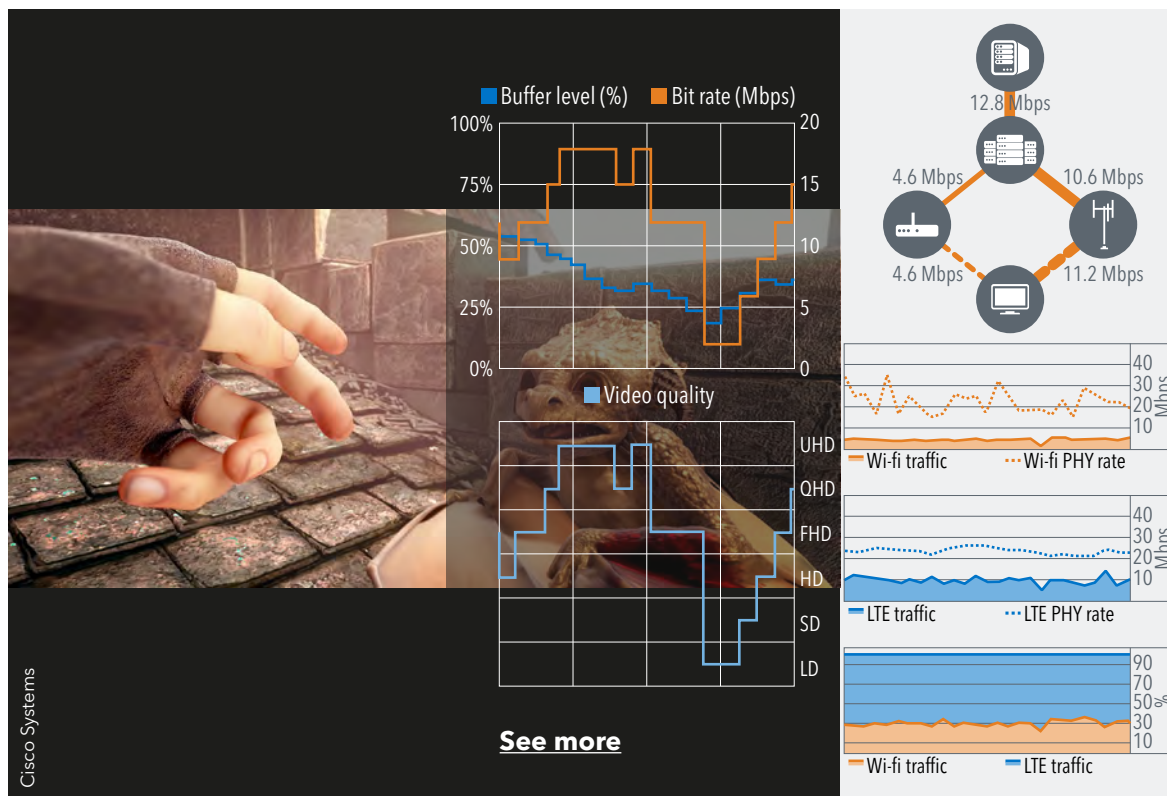 Buffer level (%) Bit rate (Mbps)
100% 20
75% 15
50% 10
25% 5
0% 0
Video quality
UHD
QHD
FHD
HD
SD
LD
See more
Cisco Systems
12.8 Mbps
4.6 Mbps 10.6 Mbps
4.6 Mbps 11.2 Mbps
40
30
20
10
Mbps
Wi-fi traffic Wi-fi PHY rate
40
30
20
10
Mbps
LTE traffic LTE PHY rate
90
70
50
30
10
%
Wi-fi traffic LTE traffic